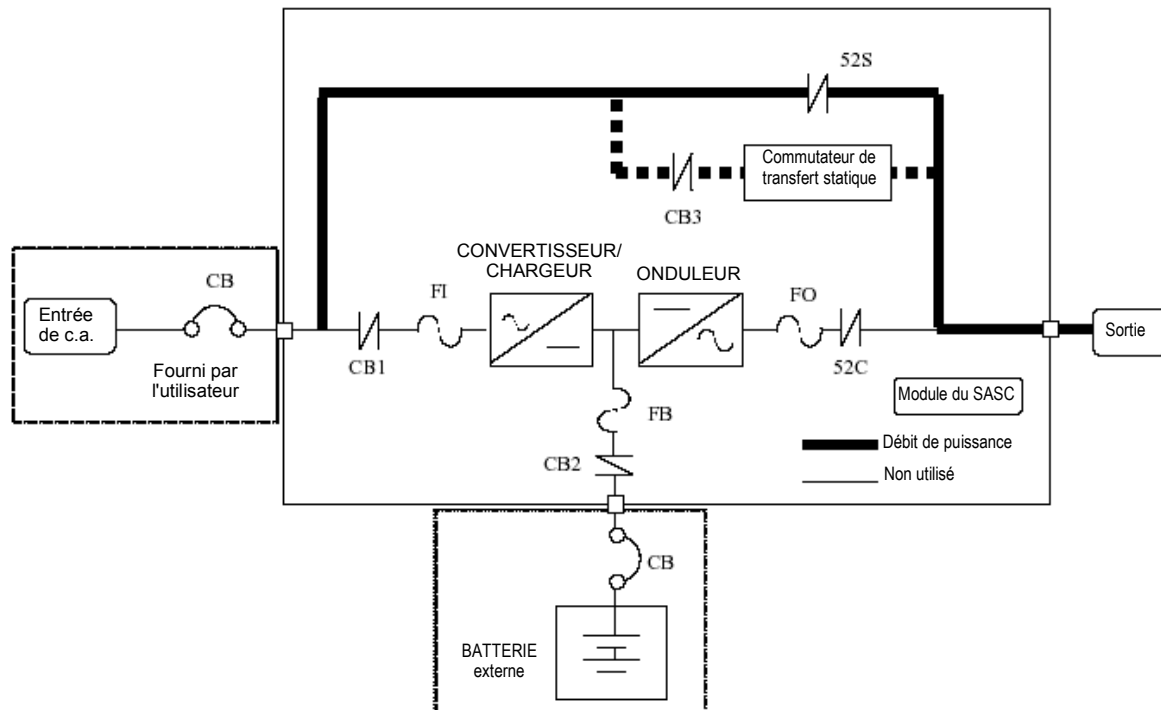 52S
Commutateur de
transfert statique
CB3
CONVERTISSEUR/
CHARGEUR
ONDULEUR
CB
FI
FO
Entrée
de c.a.
Sortie
Fourni par
l'utilisateur
CB1
52C
Module du SASC
FB
Débit de puissance
CB2
Non utilisé
CB
BATTERIE
externe